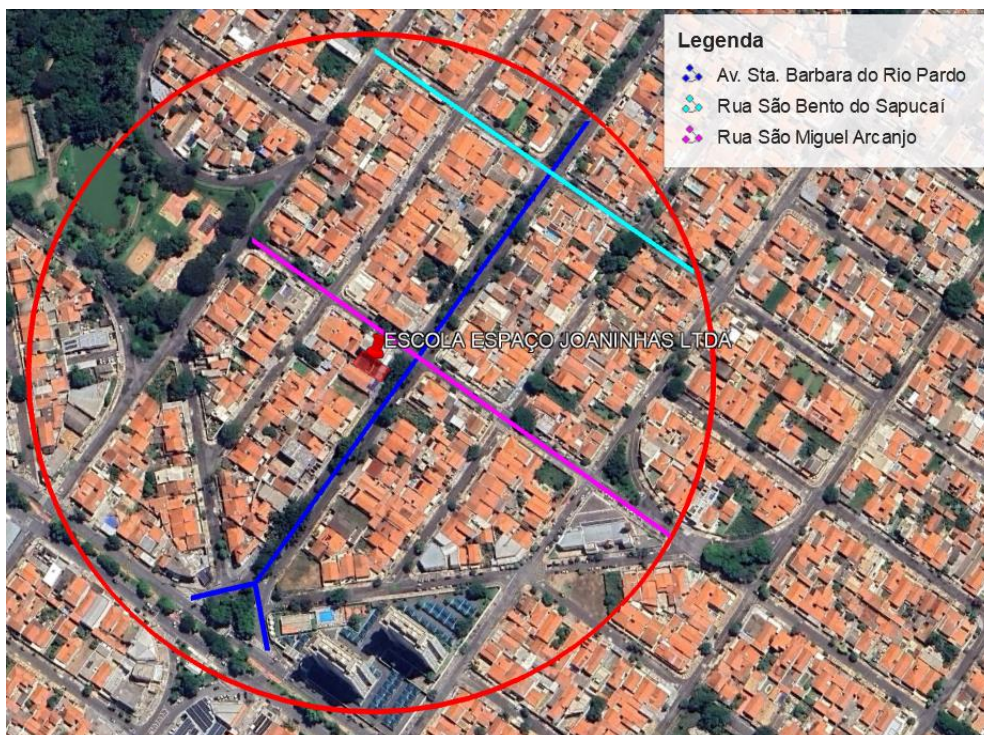 Legenda
Av. Sta. Barbara do Rio Pardo
Rua São Bento do Sapucaí
Rua São Miguel Arcanjo
ESCOLA ESPAÇO JOANINHAS LTDA